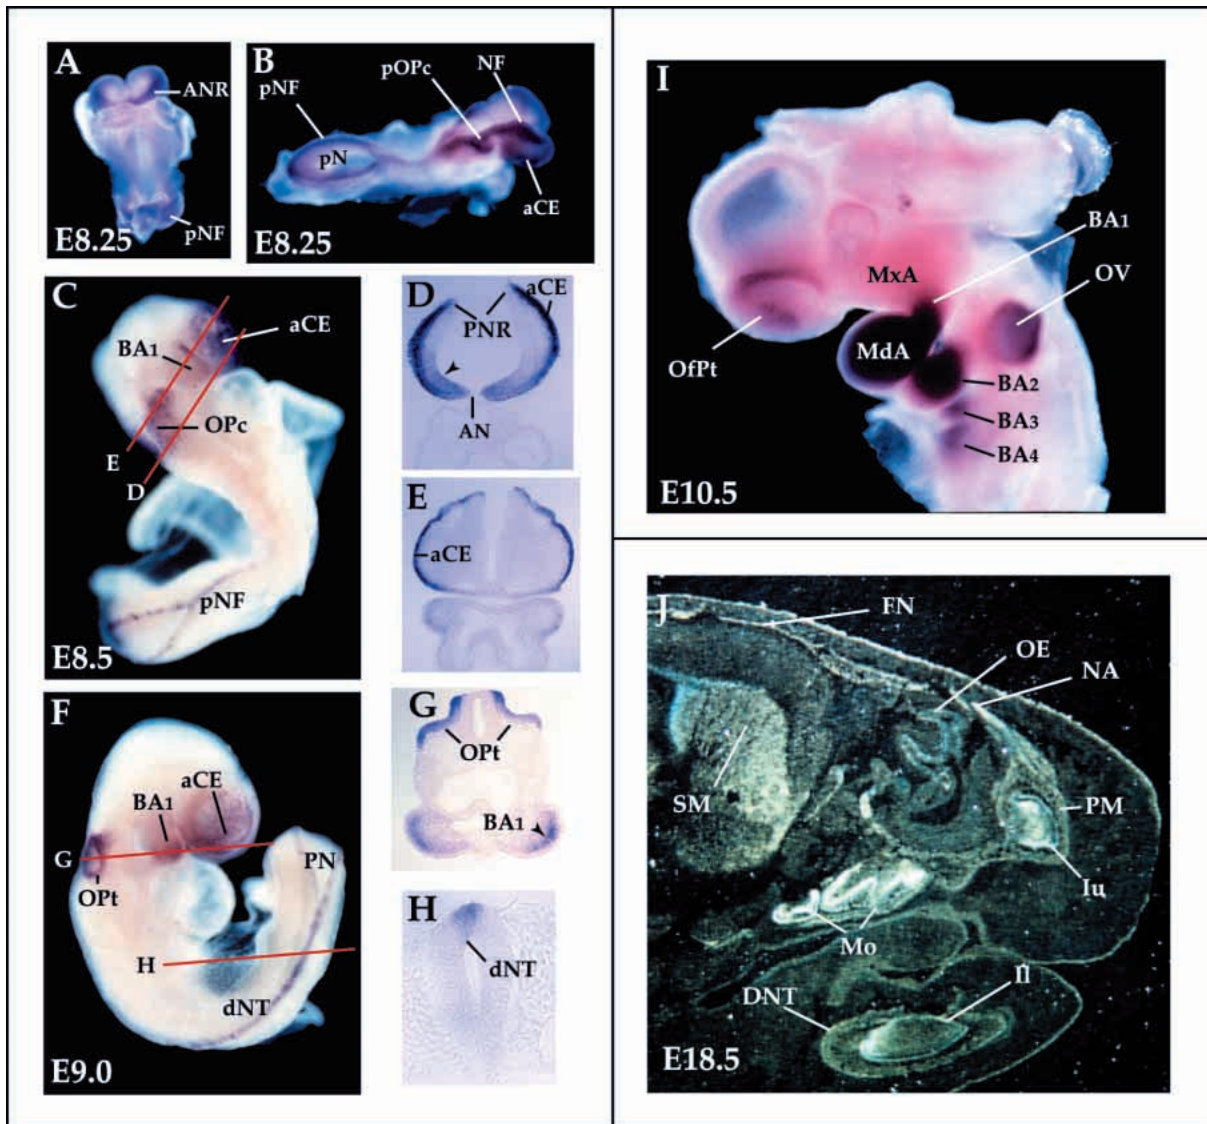 A
ANR
pNF
E8.25
B
pNF
pOPc
NF
pN
aCE
E8.25
C
aCE
BA1
OPc
E
D
pNF
E8.5
D
aCE
PNR
AN
E
aCE
F
aCE
BA1
G
OPt
PN
H
dNT
E9.0
G
OPt
BA1
H
dNT
I
BA1
MxA
OV
MdA
OfPt
BA2
BA3
BA4
E10.5
J
FN
OE
NA
SM
PM
Iu
Mo
DNT
Il
E18.5